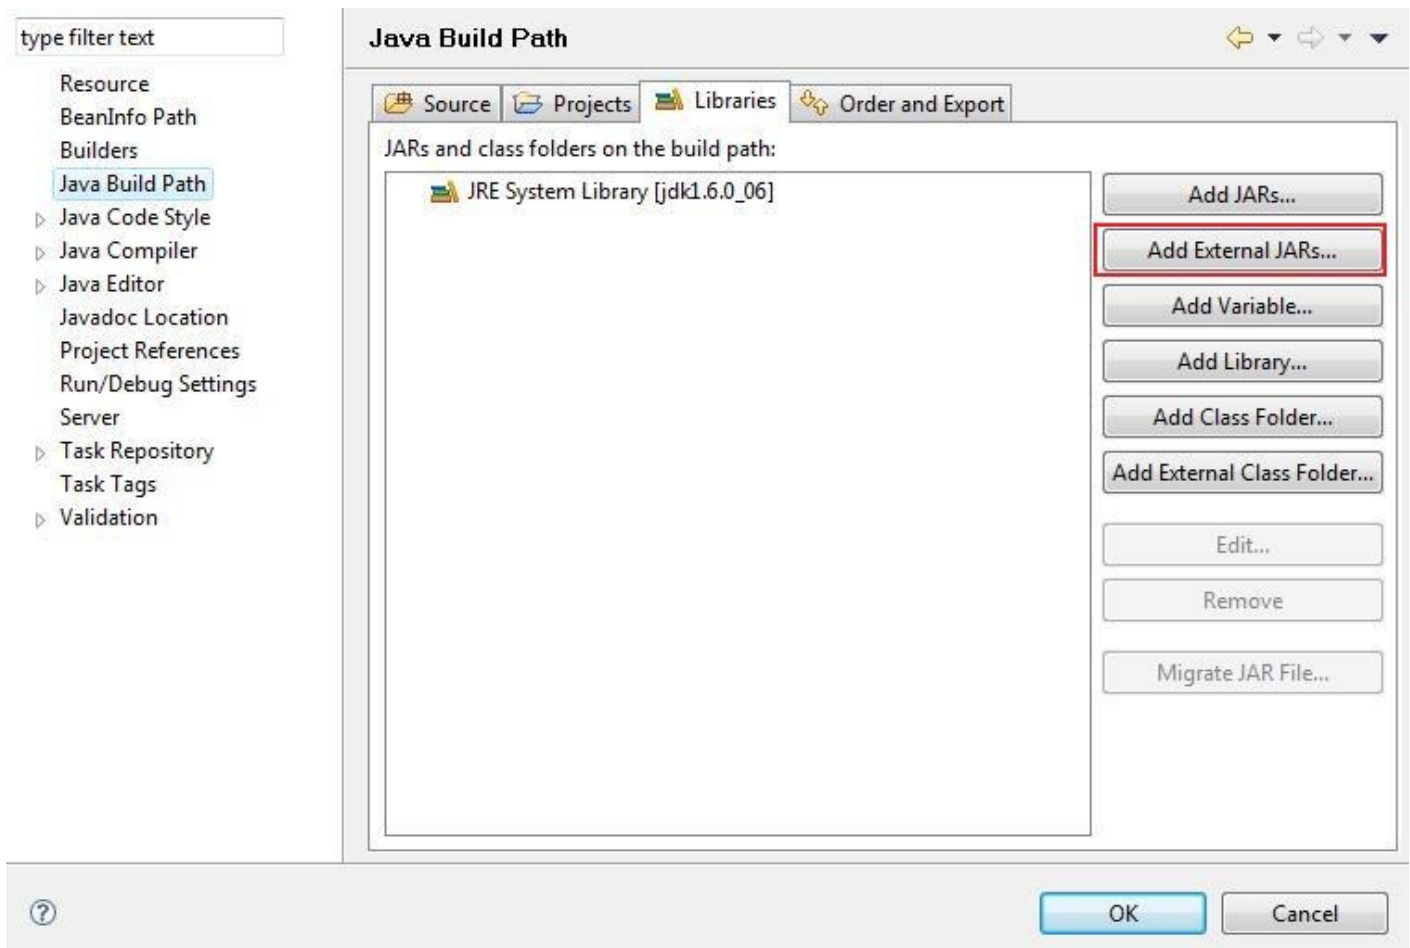 type filter text
Resource
BeanInfo Path
Builders
Java Build Path
Java Code Style
Java Compiler
Java Editor
Javadoc Location
Project References
Run/Debug Settings
Server
Task Repository
Task Tags
Validation
Java Build Path
Source Projects Libraries Order and Export
JARs and class folders on the build path:
JRE System Library [jdk1.6.0_06]
Add JARs...
Add External JARs...
Add Variable...
Add Library...
Add Class Folder...
Add External Class Folder...
Edit...
Remove
Migrate JAR File...
?
OK Cancel